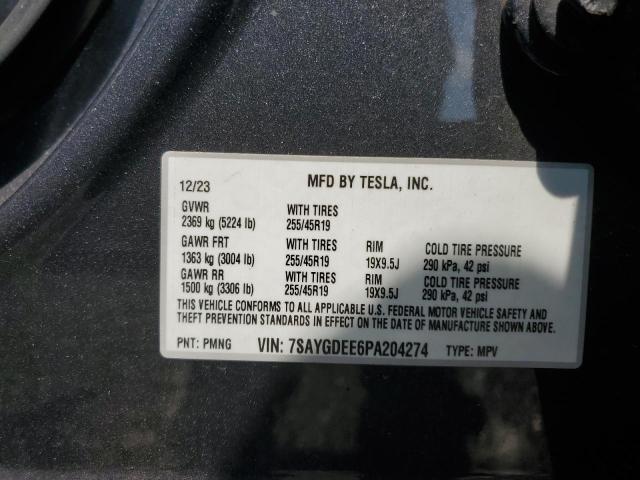 12/23 MFD BY TESLA, INC.
GVWR WITH TIRES
2369 kg (5224 lb) 255/45R19
GAWR FRT WITH TIRES RIM COLD TIRE PRESSURE
1363 kg (3004 lb) 255/45R19 19X9.5J 290 kPa, 42 psi
GAWR RR WITH TIRES RIM COLD TIRE PRESSURE
1500 kg (3306 lb) 255/45R19 19X9.5J 290 kPa, 42 psi
THIS VEHICLE CONFORMS TO ALL APPLICABLE U.S. FEDERAL MOTOR VEHICLE SAFETY AND
THEFT PREVENTION STANDARDS IN EFFECT ON THE DATE OF MANUFACTURE SHOWN ABOVE.
PNT: PMNG VIN: 7SAYGDEE6PA204274 TYPE: MPV